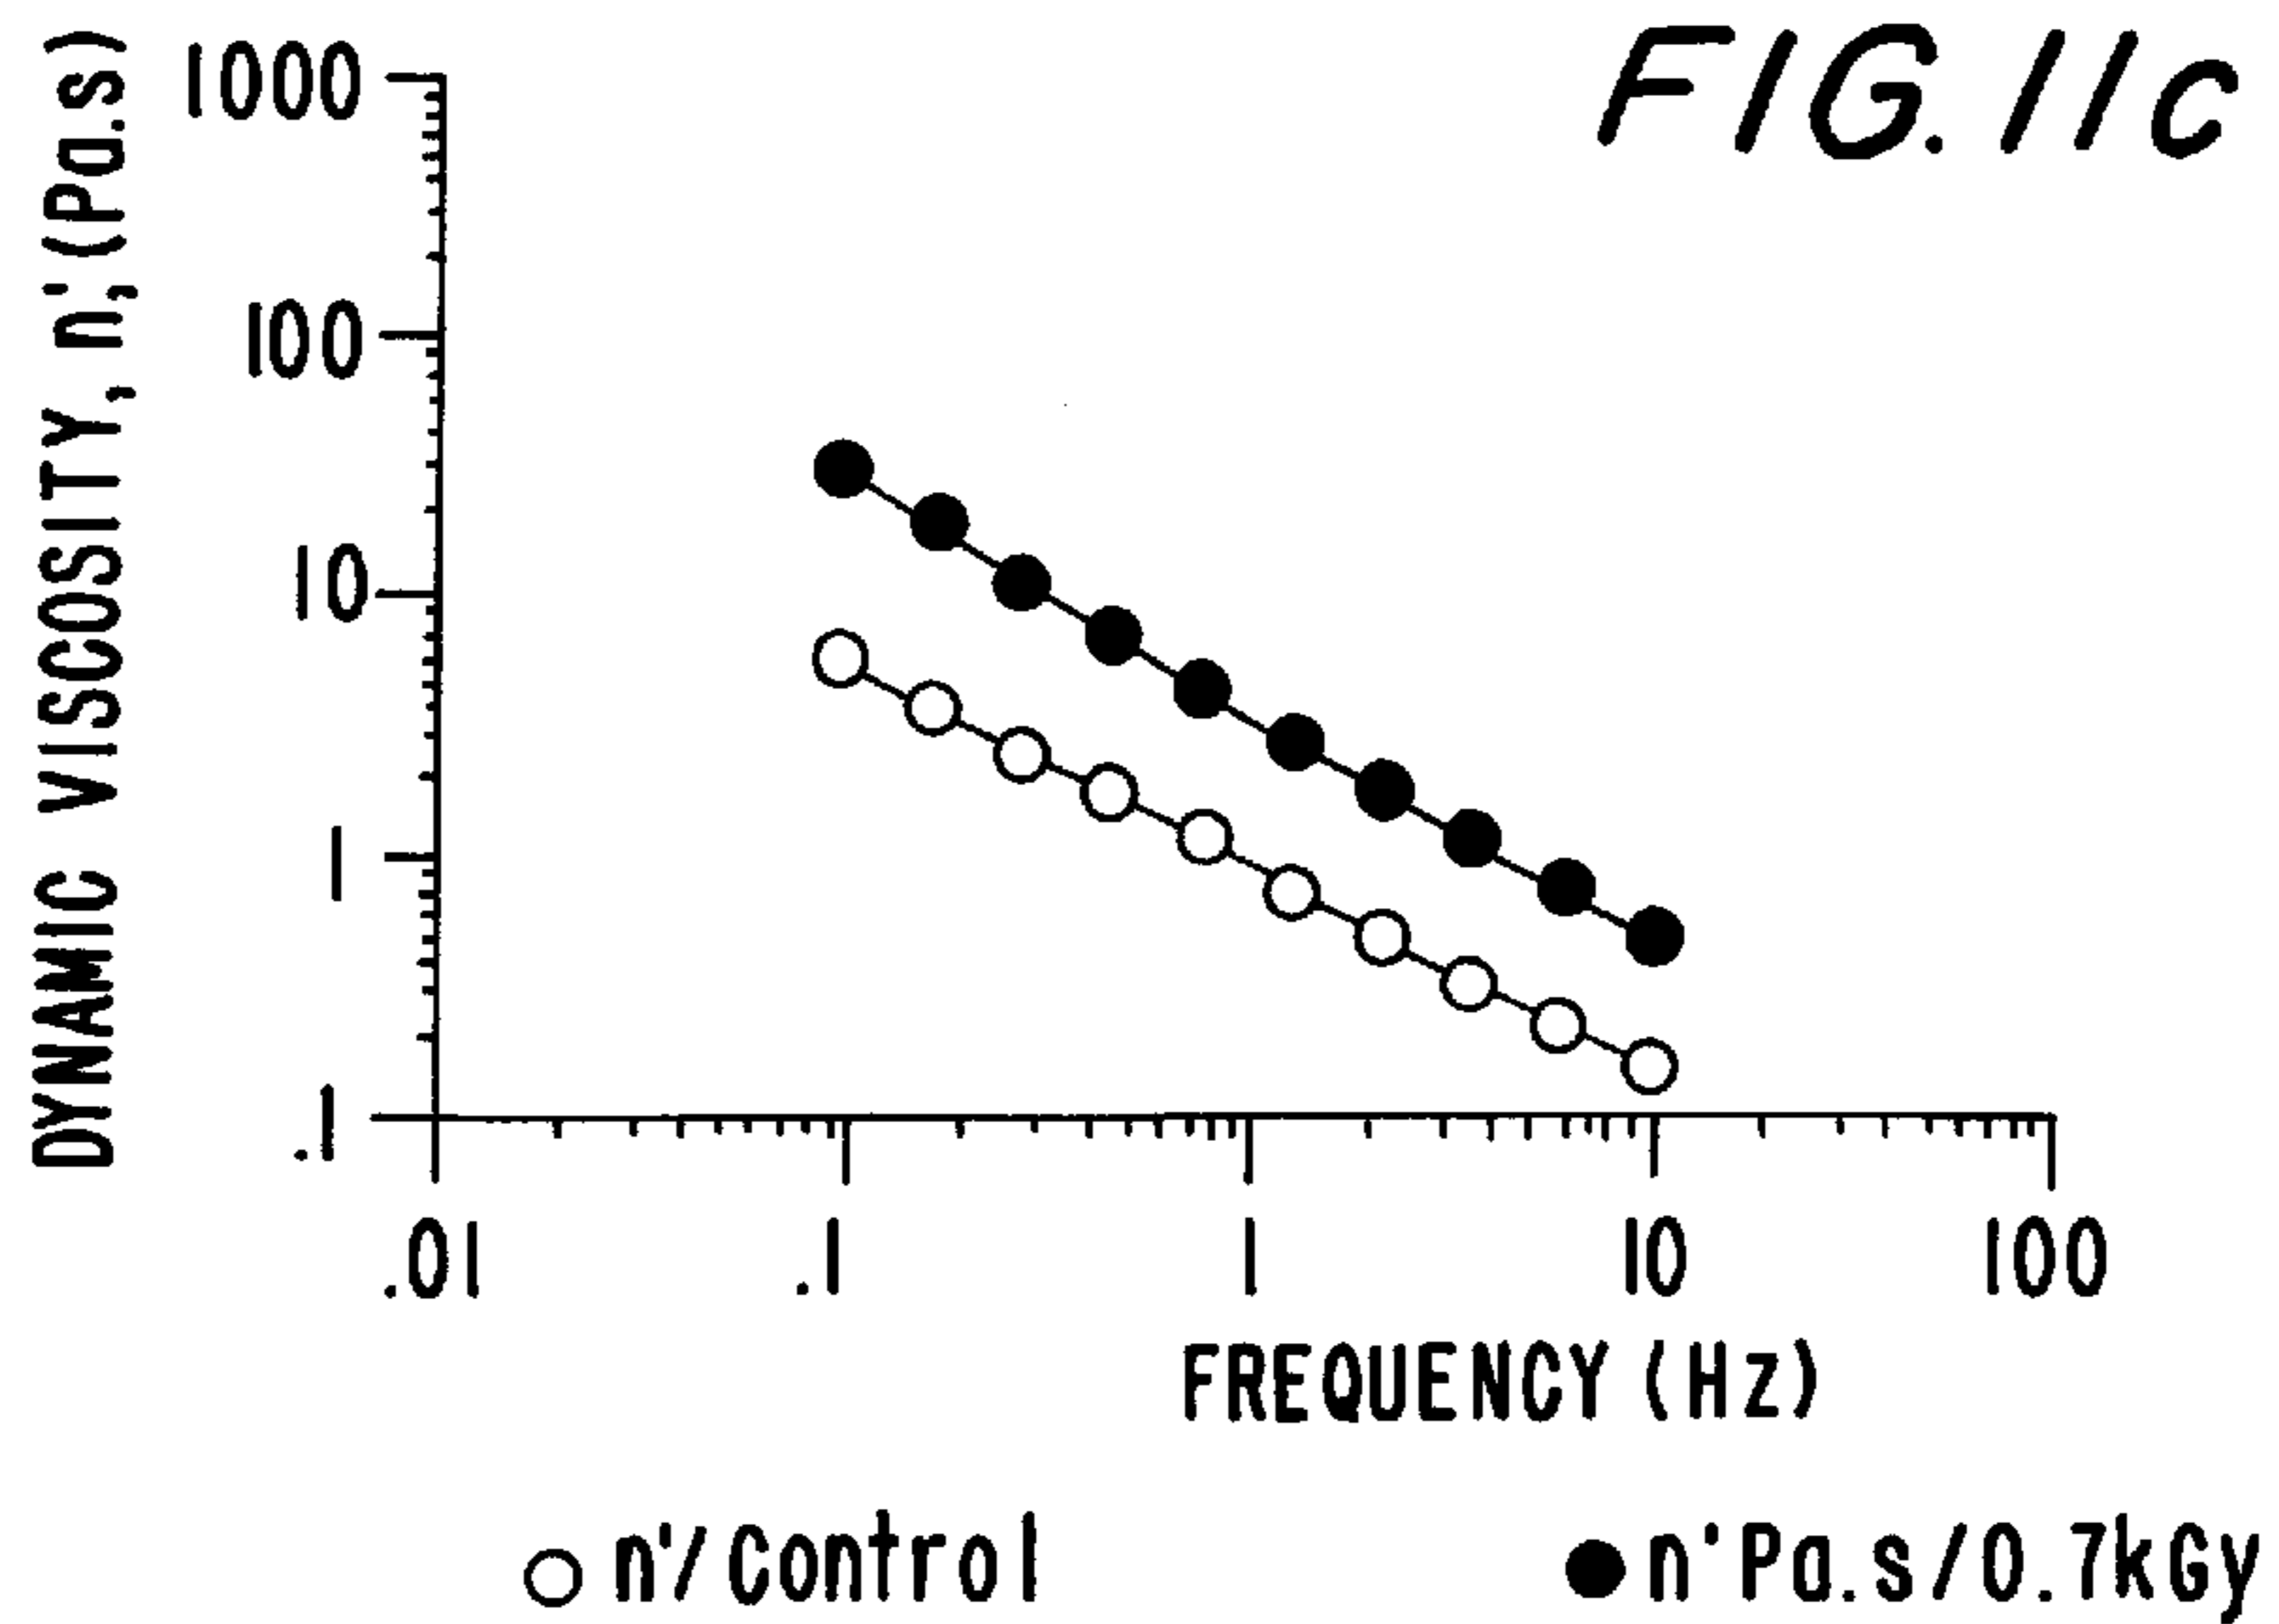 FIG. 11c
DYNAMIC VISCOSITY, n', (Pa.s)
1000
100
10
1
.1
.01 .1 1 10 100
FREQUENCY (Hz)
n'/Control n'Pa.s/0.7kGy